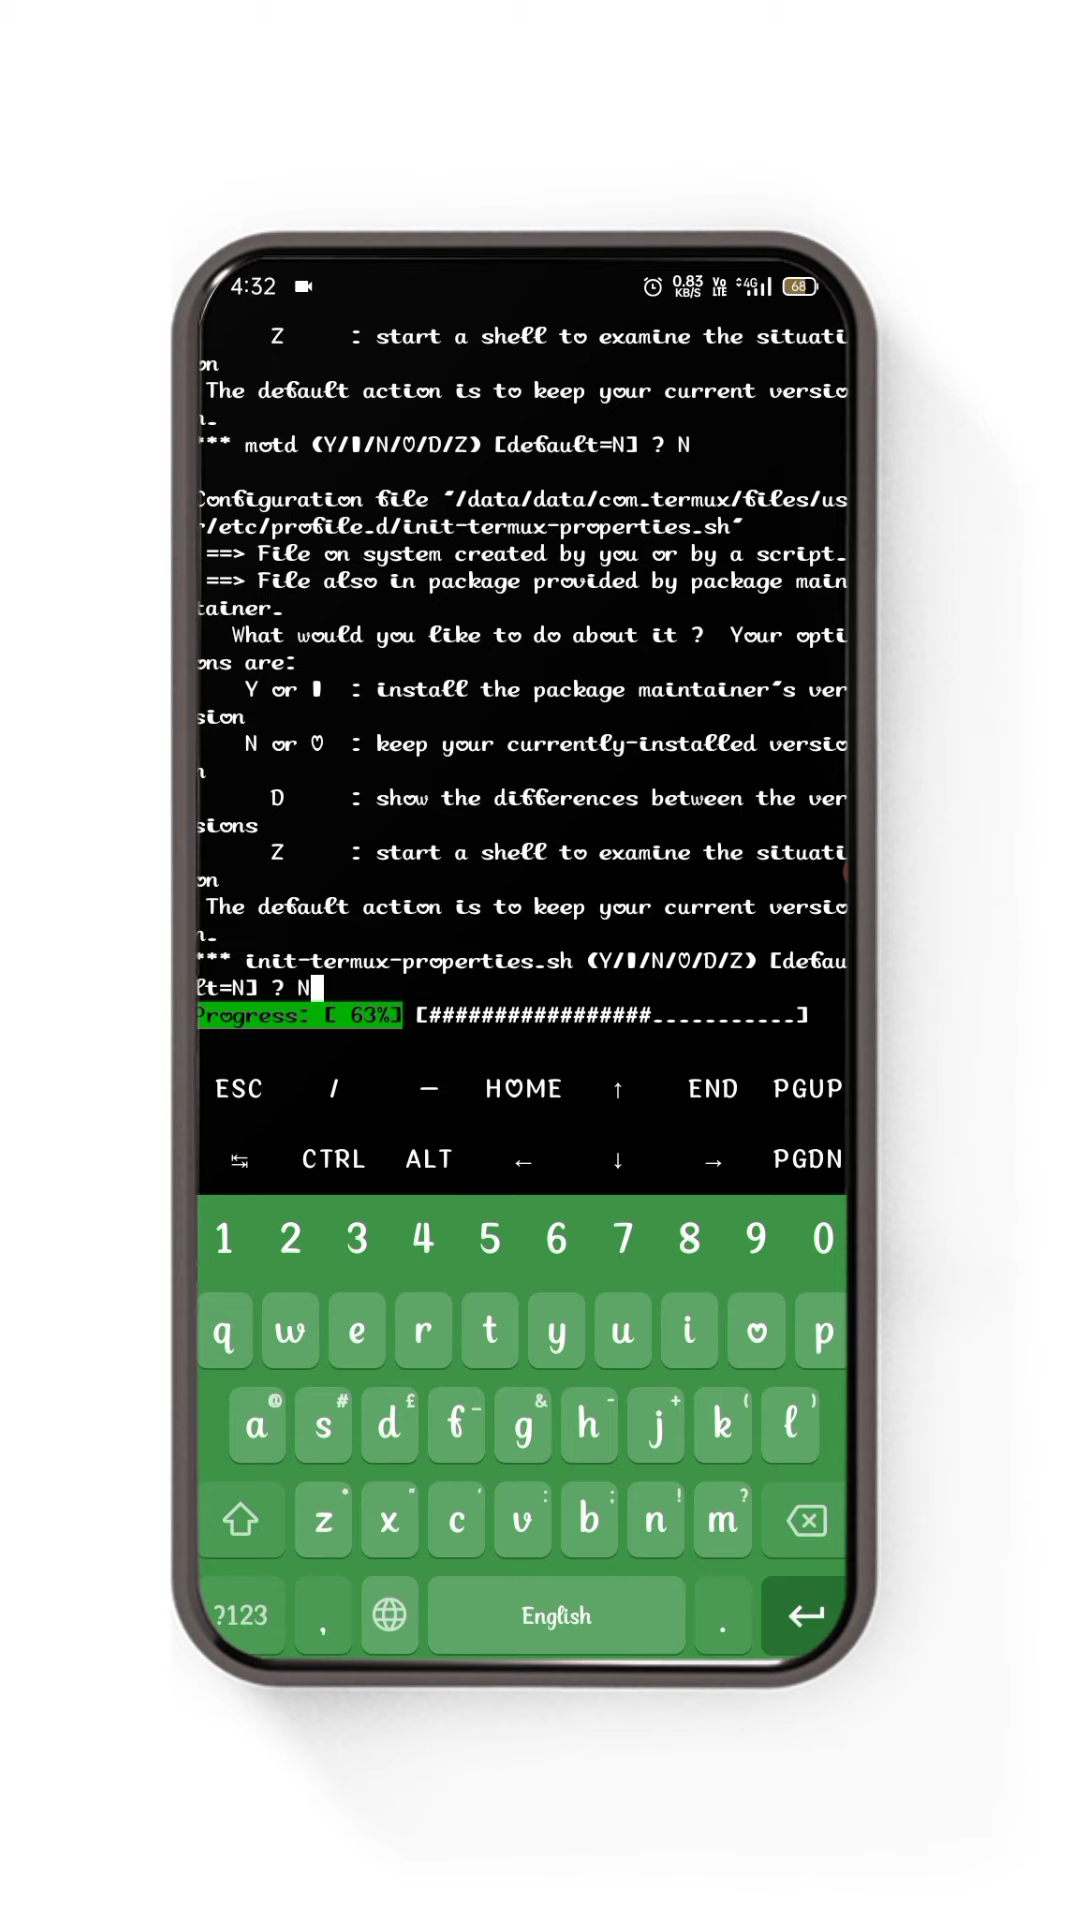 4:32 0.83 KB/S Vo LTE 4G 68
Z : start a shell to examine the situati
on
The default action is to keep your current versio
n.
*** motd (Y/I/N/O/D/Z) [default=N] ? N
Configuration file '/data/data/com.termux/files/us
r/etc/profile.d/init-termux-properties.sh'
==> File on system created by you or by a script.
==> File also in package provided by package main
tainer.
What would you like to do about it ? Your opti
ons are:
Y or I : install the package maintainer's ver
sion
N or O : keep your currently-installed versio
n
D : show the differences between the ver
sions
Z : start a shell to examine the situati
on
The default action is to keep your current versio
n.
*** init-termux-properties.sh (Y/I/N/O/D/Z) [defau
lt=N] ? N
Progress: [ 63%] [#################...........]
ESC / — HOME ↑ END PGUP
↹ CTRL ALT ← ↓ → PGDN
1 2 3 4 5 6 7 8 9 0
q w e r t y u i o p
@ # £ _ & - + ( )
a s d f g h j k l
* " ' : ; ! ?
z x c v b n m
?123 , English .